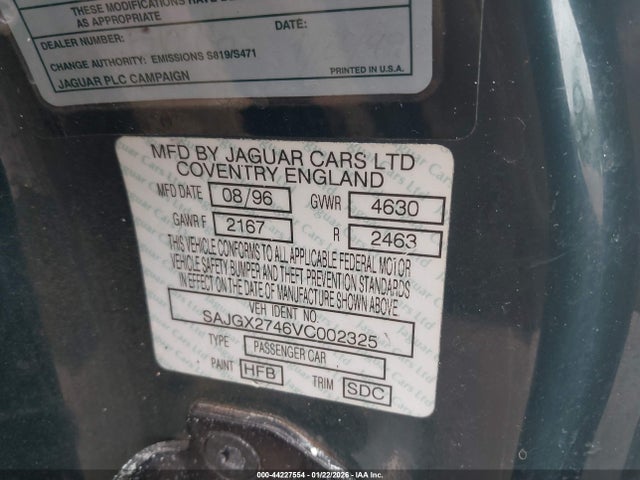 THESE MODIFICATIONS HAVE BE
AS APPROPRIATE
DEALER NUMBER: DATE:
CHANGE AUTHORITY: EMISSIONS S819/S471
JAGUAR PLC CAMPAIGN PRINTED IN U.S.A.
MFD BY JAGUAR CARS LTD
COVENTRY ENGLAND
MFD DATE 08/96 GVWR 4630
GAWR F 2167 R 2463
THIS VEHICLE CONFORMS TO ALL APPLICABLE FEDERAL MOTOR
VEHICLE SAFETY BUMPER AND THEFT PREVENTION STANDARDS
IN EFFECT ON THE DATE OF MANUFACTURE SHOWN ABOVE
VEH IDENT NO.
SAJGX2746VC002325
TYPE PASSENGER CAR
PAINT HFB TRIM SDC
000-44227554 - 01/22/2026 - IAA Inc.